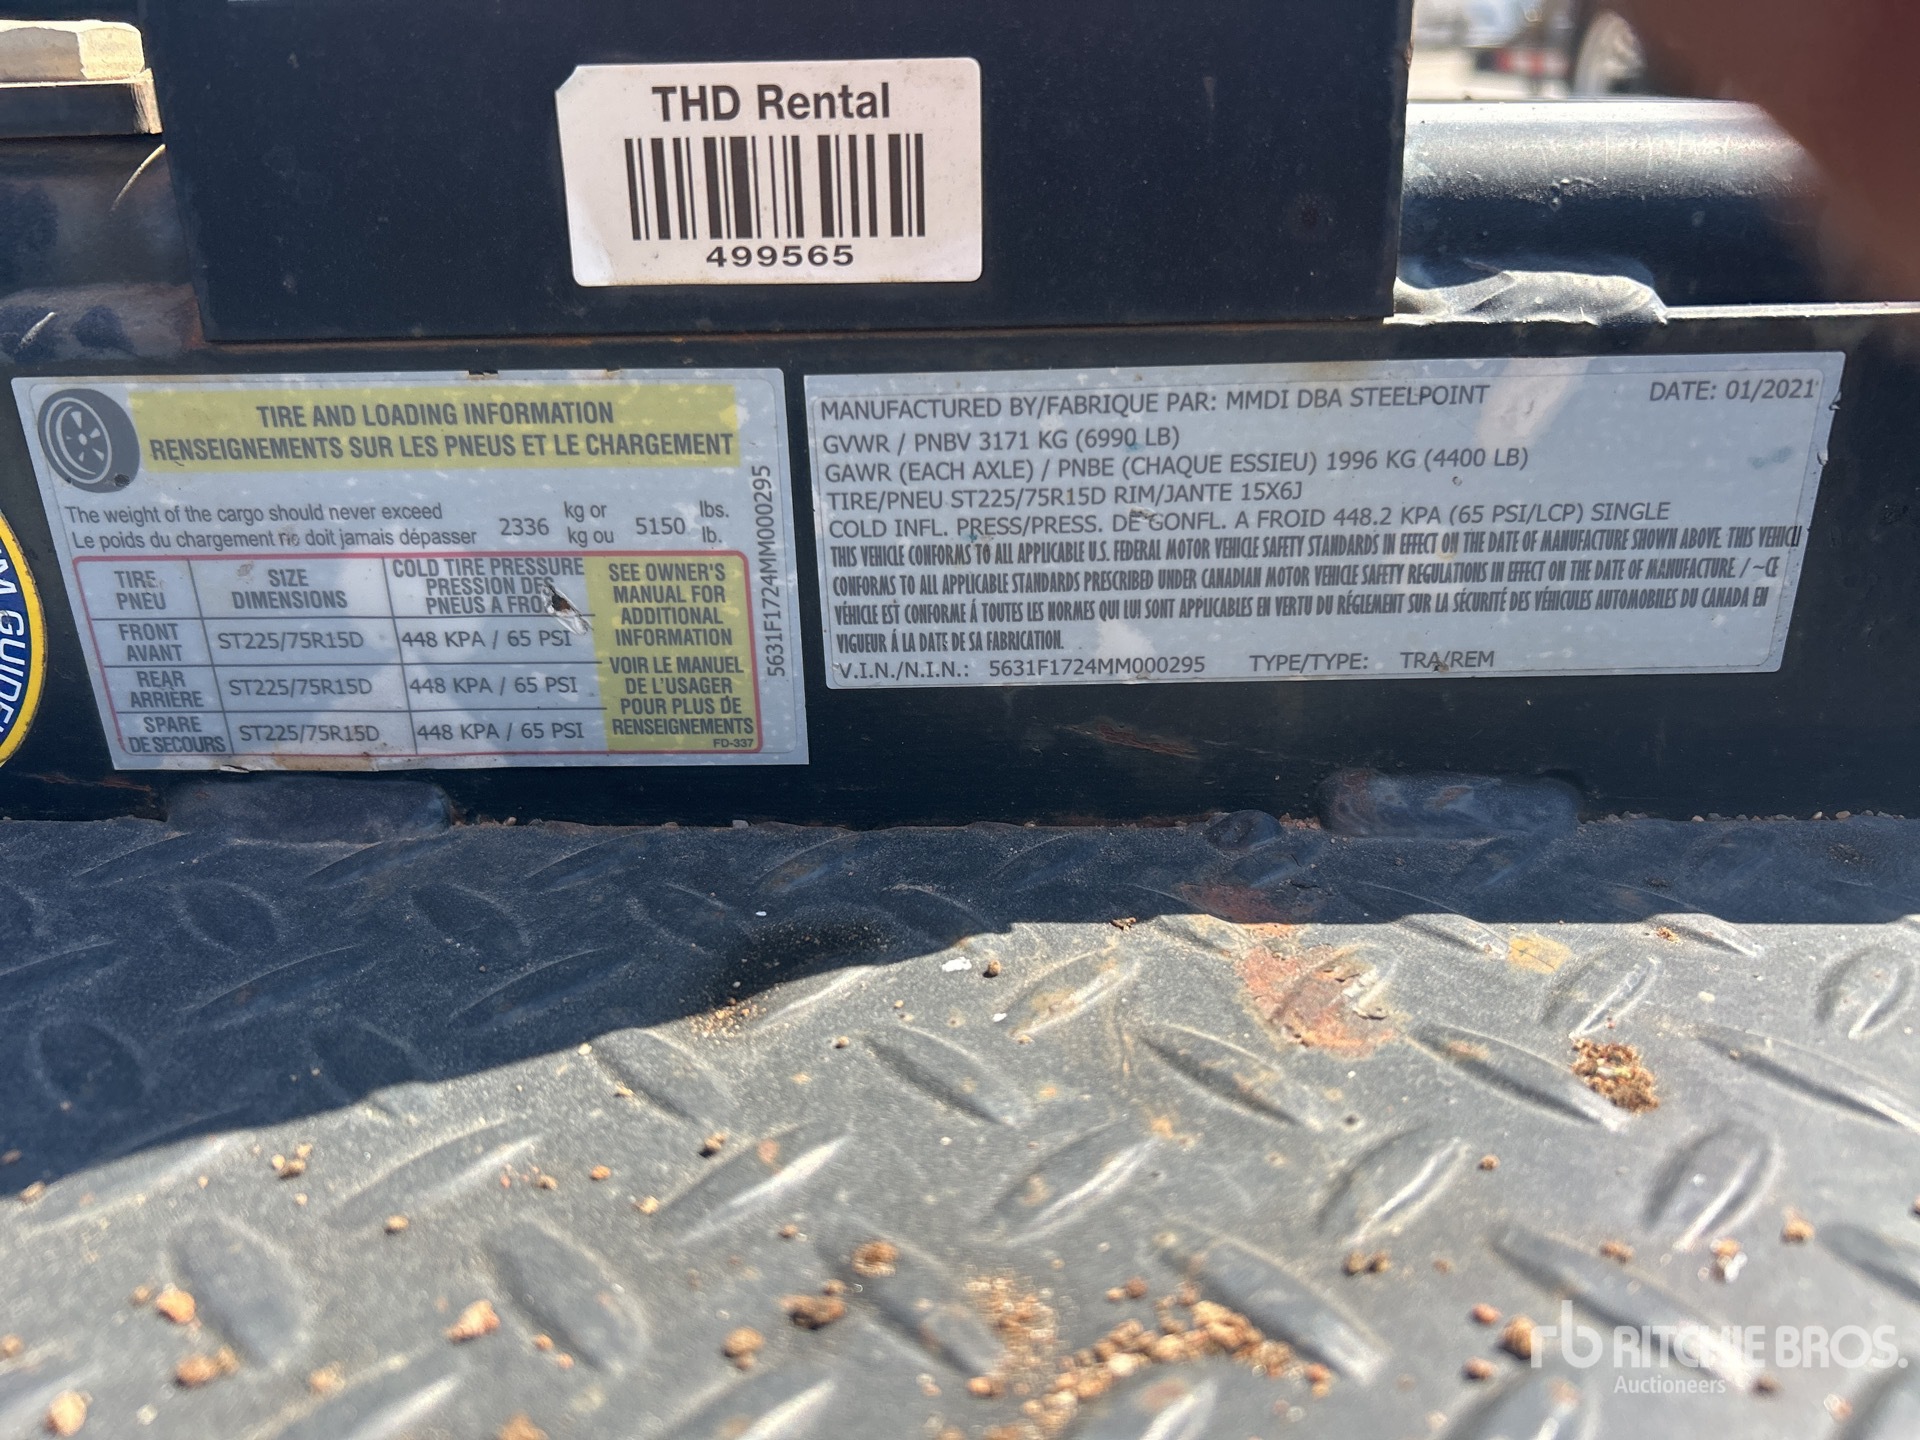 THD Rental
499565
TIRE AND LOADING INFORMATION
RENSEIGNEMENTS SUR LES PNEUS ET LE CHARGEMENT
The weight of the cargo should never exceed 2336 kg or 5150 lbs.
Le poids du chargement ne doit jamais dépasser kg ou lb.
TIRE PNEU SIZE DIMENSIONS COLD TIRE PRESSURE PRESSION DES PNEUS A
FRONT AVANT ST225/75R15D 448 KPA / 65 PSI
REAR ARRIÈRE ST225/75R15D 448 KPA / 65 PSI
SPARE DE SECOURS ST225/75R15D 448 KPA / 65 PSI
SEE OWNER'S
MANUAL FOR
ADDITIONAL
INFORMATION
VOIR LE MANUEL
DE L'USAGER
POUR PLUS DE
RENSEIGNEMENTS
FD-337
5631F1724MM000295
MANUFACTURED BY/FABRIQUE PAR: MMDI DBA STEELPOINT DATE: 01/2021
GVWR / PNBV 3171 KG (6990 LB)
GAWR (EACH AXLE) / PNBE (CHAQUE ESSIEU) 1996 KG (4400 LB)
TIRE/PNEU ST225/75R15D RIM/JANTE 15X6J
COLD INFL. PRESS/PRESS. DE GONFL. A FROID 448.2 KPA (65 PSI/LCP) SINGLE
THIS VEHICLE CONFORMS TO ALL APPLICABLE U.S. FEDERAL MOTOR VEHICLE SAFETY STANDARDS IN EFFECT ON THE DATE OF MANUFACTURE SHOWN ABOVE. THIS VEHICLI
CONFORMS TO ALL APPLICABLE STANDARDS PRESCRIBED UNDER CANADIAN MOTOR VEHICLE SAFETY REGULATIONS IN EFFECT ON THE DATE OF MANUFACTURE / ~CE
VÉHICULE EST CONFORME À TOUTES LES NORMES QUI LUI SONT APPLICABLES EN VERTU DU RÉGLEMENT SUR LA SÉCURITÉ DES VÉHICULES AUTOMOBILES DU CANADA EN
VIGUEUR Á LA DATE DE SA FABRICATION.
V.I.N./N.I.N.: 5631F1724MM000295 TYPE/TYPE: TRA/REM
rb RITCHIE BROS.
Auctioneers